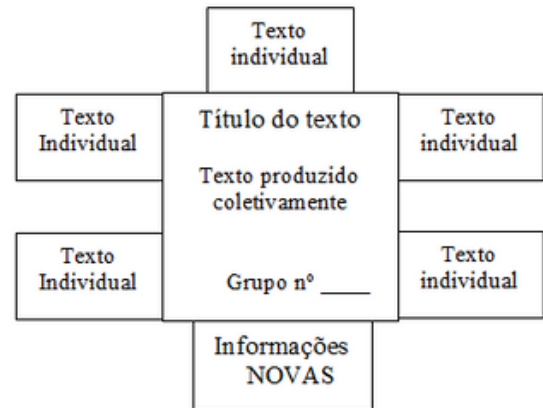 Texto
individual
Texto
Individual
Título do texto
Texto produzido
coletivamente
Grupo nº ____
Texto
individual
Texto
Individual
Texto
individual
Informações
NOVAS